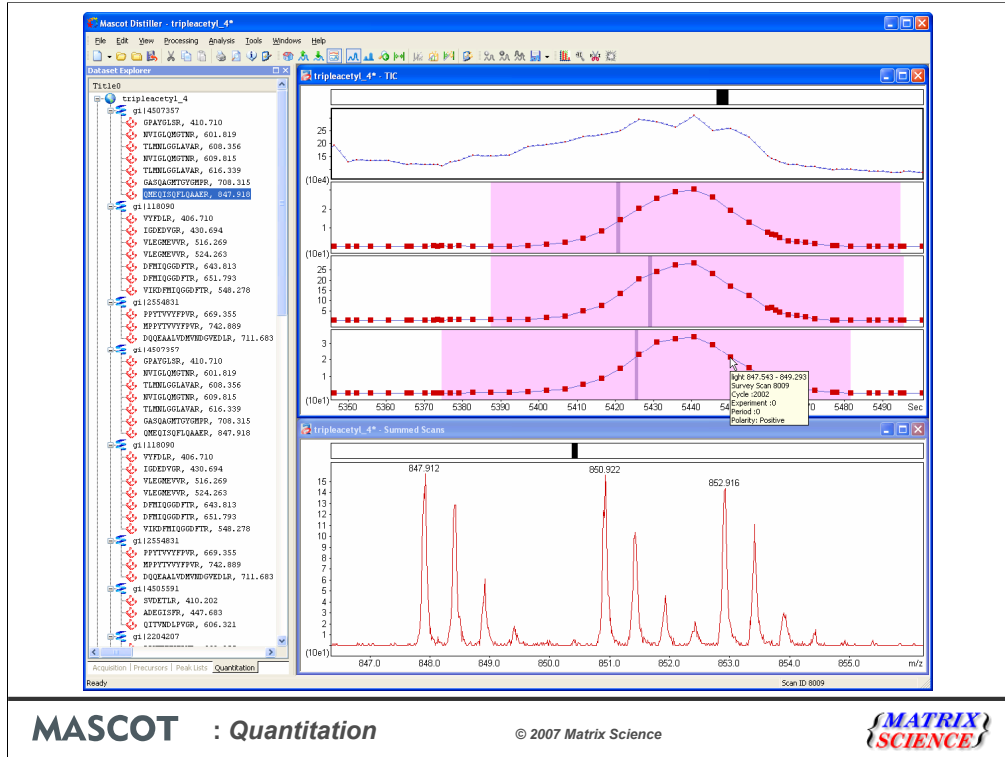 Mascot Distiller - tripleacetyl_4*
File Edit View Processing Analysis Tools Windows Help
Dataset Explorer
Title0
tripleacetyl_4
gi|4507357
GPAYGLSR, 410.710
NVIGLQMGTNR, 601.819
TLMNLGGLAVAR, 608.356
NVIGLQMGTNR, 609.815
TLMNLGGLAVAR, 616.339
GASQAGMTGYGMPR, 708.315
QMEQISQFLQAAER, 847.918
gi|118090
VYFDLR, 406.710
IGDEDVGR, 430.694
VLEGMEVVR, 516.269
VLEGMEVVR, 524.263
DFMIQGGDFTR, 643.813
DFMIQGGDFTR, 651.793
VIKDFMIQGGDFTR, 548.278
gi|2554831
PPYTVVYFPVR, 669.355
MPPYTVVYFPVR, 742.889
DQQEAALVDMVNDGVEDLR, 711.683
gi|4507357
GPAYGLSR, 410.710
NVIGLQMGTNR, 601.819
TLMNLGGLAVAR, 608.356
NVIGLQMGTNR, 609.815
TLMNLGGLAVAR, 616.339
GASQAGMTGYGMPR, 708.315
QMEQISQFLQAAER, 847.918
gi|118090
VYFDLR, 406.710
IGDEDVGR, 430.694
VLEGMEVVR, 516.269
VLEGMEVVR, 524.263
DFMIQGGDFTR, 643.813
DFMIQGGDFTR, 651.793
VIKDFMIQGGDFTR, 548.278
gi|2554831
PPYTVVYFPVR, 669.355
MPPYTVVYFPVR, 742.889
DQQEAALVDMVNDGVEDLR, 711.683
gi|4505591
SVDETLR, 410.202
ADEGISFR, 447.683
QITVNDLPVGR, 606.321
gi|2204207
Acquisition Precursors Peak Lists Quantitation
Ready
tripleacetyl_4* - TIC
25
20
15
(10e4)
2
1
(10e1)
25
20
15
10
5
(10e1)
3
2
1
(10e1)
5350 5360 5370 5380 5390 5400 5410 5420 5430 5440 5480 5490 Sec
light 847.543 - 849.293
Survey Scan 8009
Cycle :2002
Experiment :0
Period :0
Polarity: Positive
tripleacetyl_4* - Summed Scans
847.912 850.922 852.916
15
14
13
12
11
10
9
8
7
6
5
4
3
2
1
(10e1)
847.0 848.0 849.0 850.0 851.0 852.0 853.0 854.0 855.0 m/z
Scan ID 8009
MASCOT : Quantitation © 2007 Matrix Science
{MATRIX
SCIENCE}